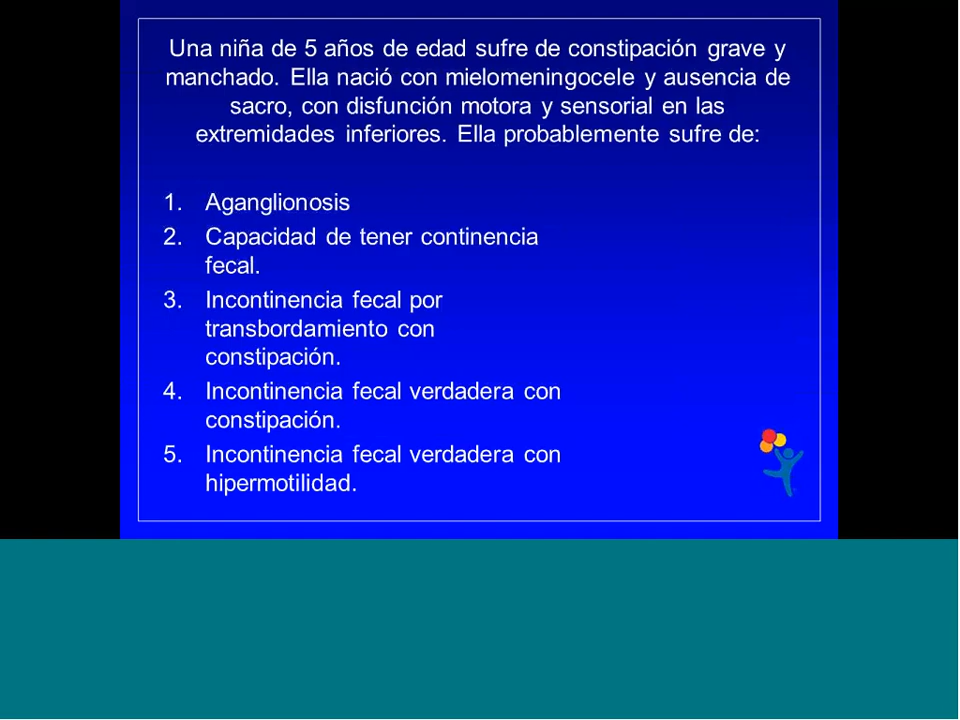 Una niña de 5 años de edad sufre de constipación grave y
manchado. Ella nació con mielomeningocele y ausencia de
sacro, con disfunción motora y sensorial en las
extremidades inferiores. Ella probablemente sufre de:
1. Aganglionosis
2. Capacidad de tener continencia
fecal.
3. Incontinencia fecal por
transbordamiento con
constipación.
4. Incontinencia fecal verdadera con
constipación.
5. Incontinencia fecal verdadera con
hipermotilidad.